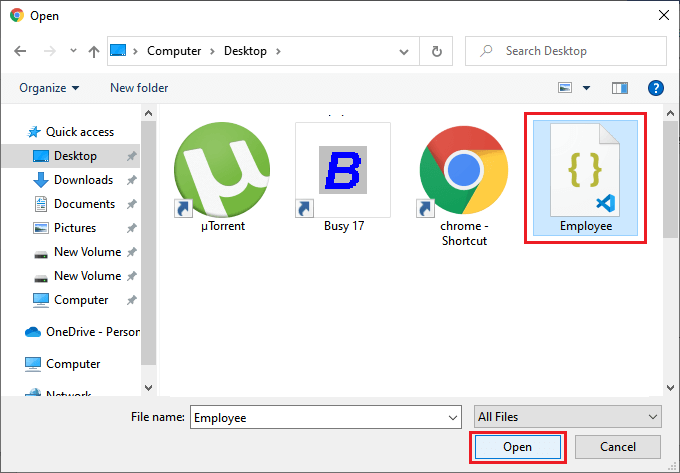 Open
Computer > Desktop >
Search Desktop
Organize
New folder
?
Quick access
Desktop
Downloads
Documents
Pictures
New Volume
New Volume
Computer
OneDrive - Person
Computer
Network
µ
µTorrent
B
Busy 17
chrome -
Shortcut
{ }
Employee
File name:
Employee
All Files
Open
Cancel